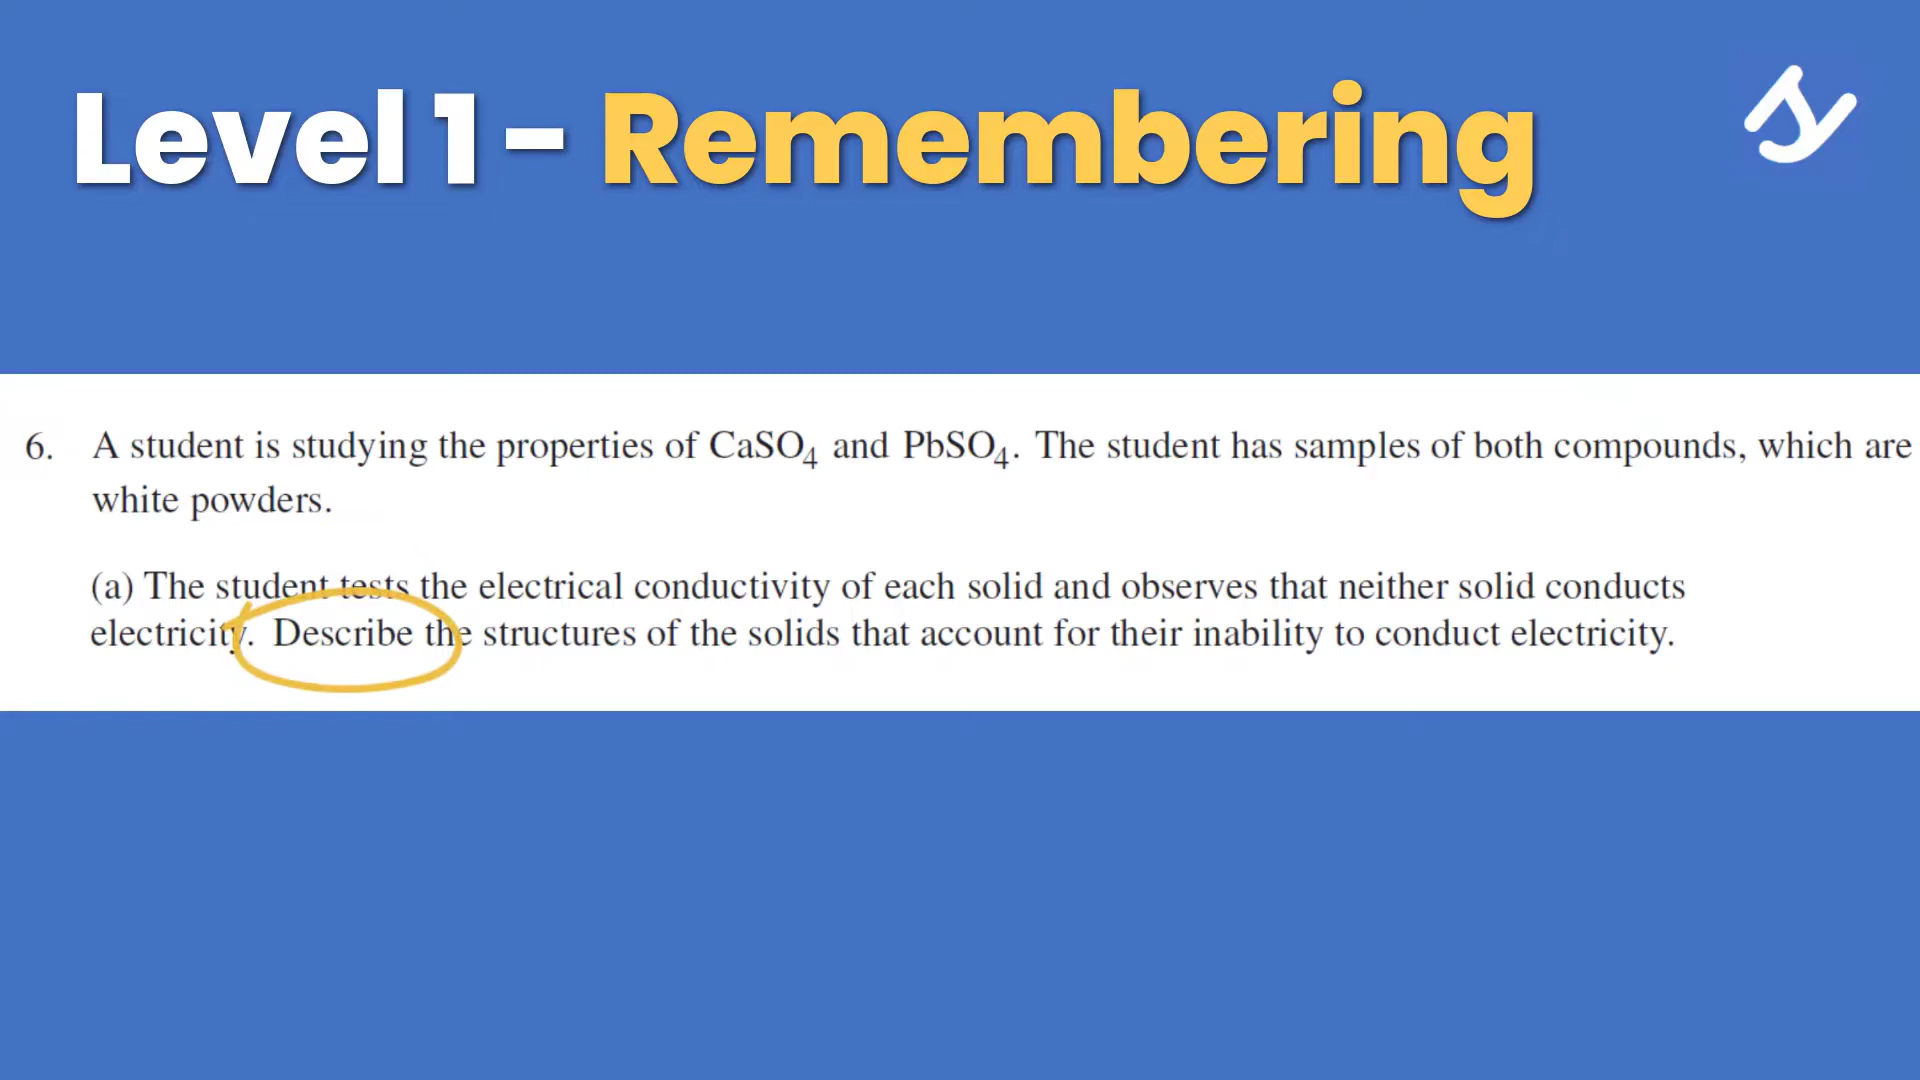 Level 1 - Remembering
6. A student is studying the properties of CaSO₄ and PbSO₄. The student has samples of both compounds, which are
white powders.
(a) The student tests the electrical conductivity of each solid and observes that neither solid conducts
electricity. Describe the structures of the solids that account for their inability to conduct electricity.